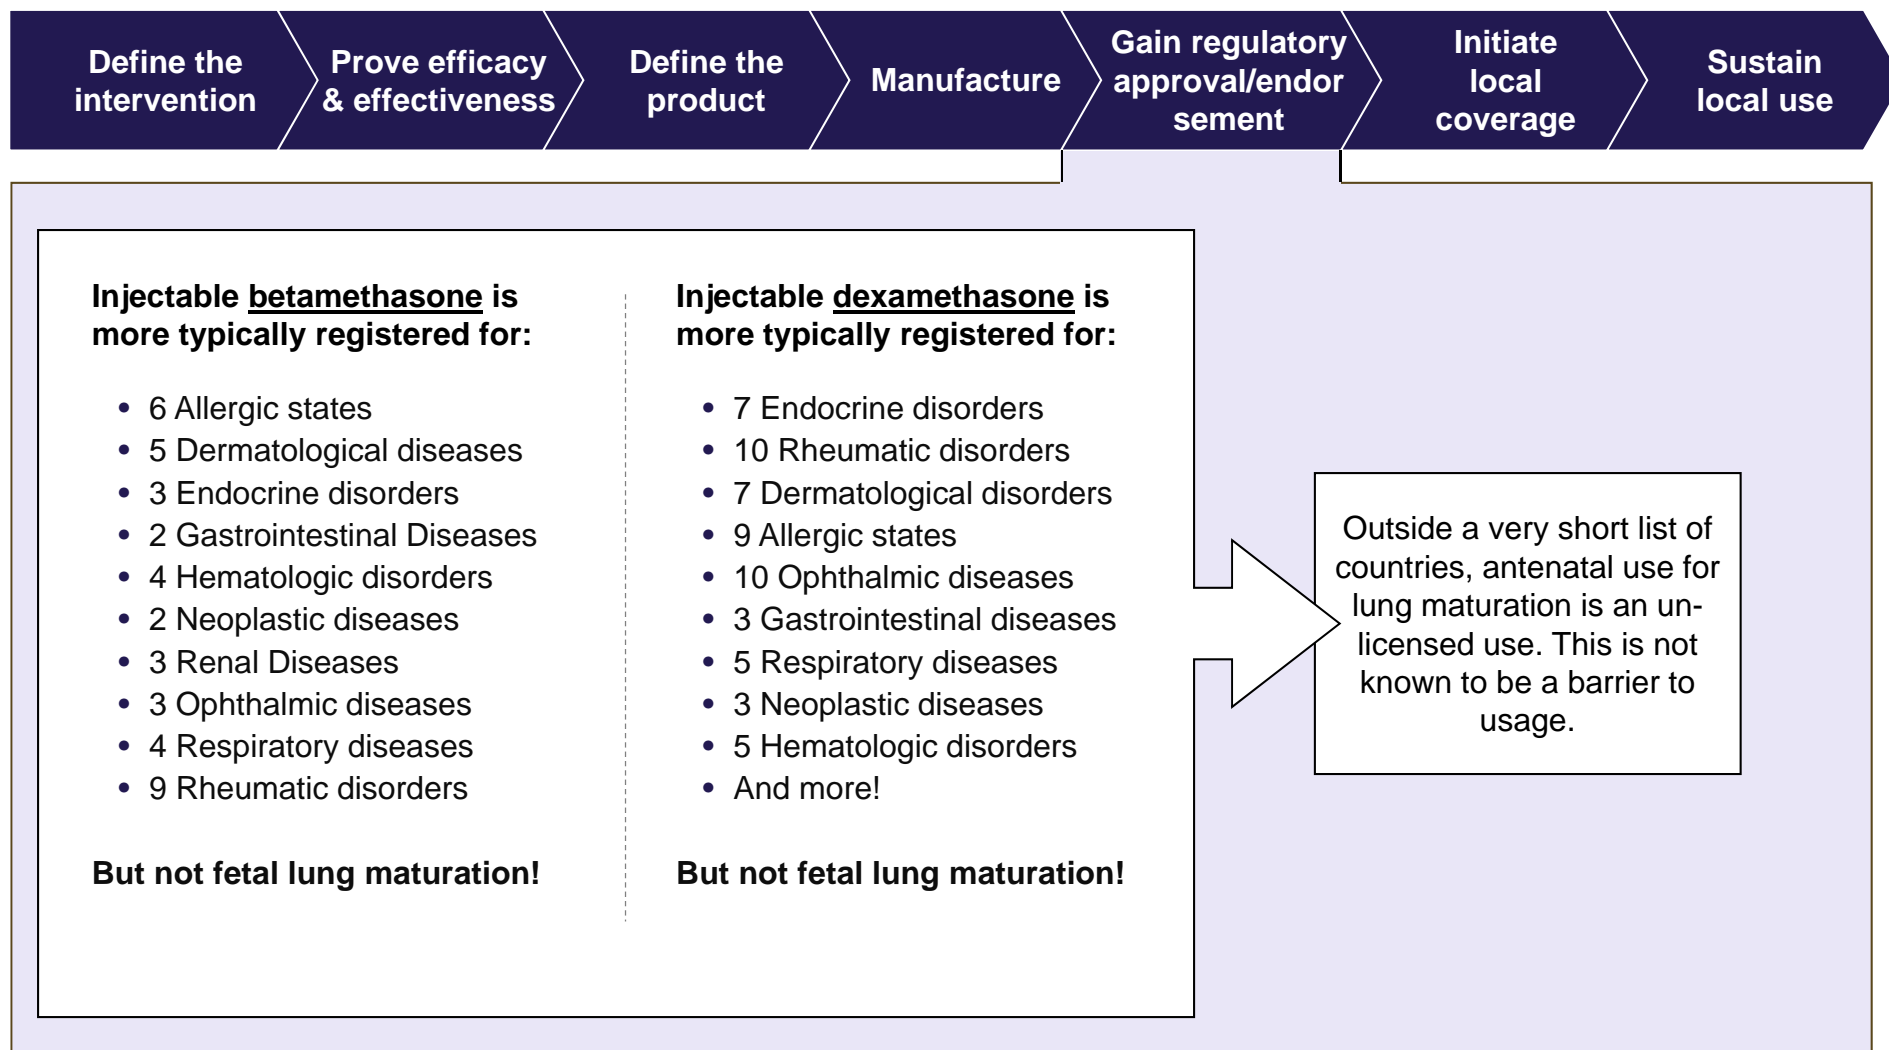 Define the
intervention
Prove efficacy
& effectiveness
Define the
product
Manufacture
Gain regulatory
approval/endor
sement
Initiate
local
coverage
Sustain
local use
Injectable betamethasone is
more typically registered for:
• 6 Allergic states
• 5 Dermatological diseases
• 3 Endocrine disorders
• 2 Gastrointestinal Diseases
• 4 Hematologic disorders
• 2 Neoplastic diseases
• 3 Renal Diseases
• 3 Ophthalmic diseases
• 4 Respiratory diseases
• 9 Rheumatic disorders
But not fetal lung maturation!
Injectable dexamethasone is
more typically registered for:
• 7 Endocrine disorders
• 10 Rheumatic disorders
• 7 Dermatological disorders
• 9 Allergic states
• 10 Ophthalmic diseases
• 3 Gastrointestinal diseases
• 5 Respiratory diseases
• 3 Neoplastic diseases
• 5 Hematologic disorders
• And more!
But not fetal lung maturation!
Outside a very short list of
countries, antenatal use for
lung maturation is an un-
licensed use. This is not
known to be a barrier to
usage.